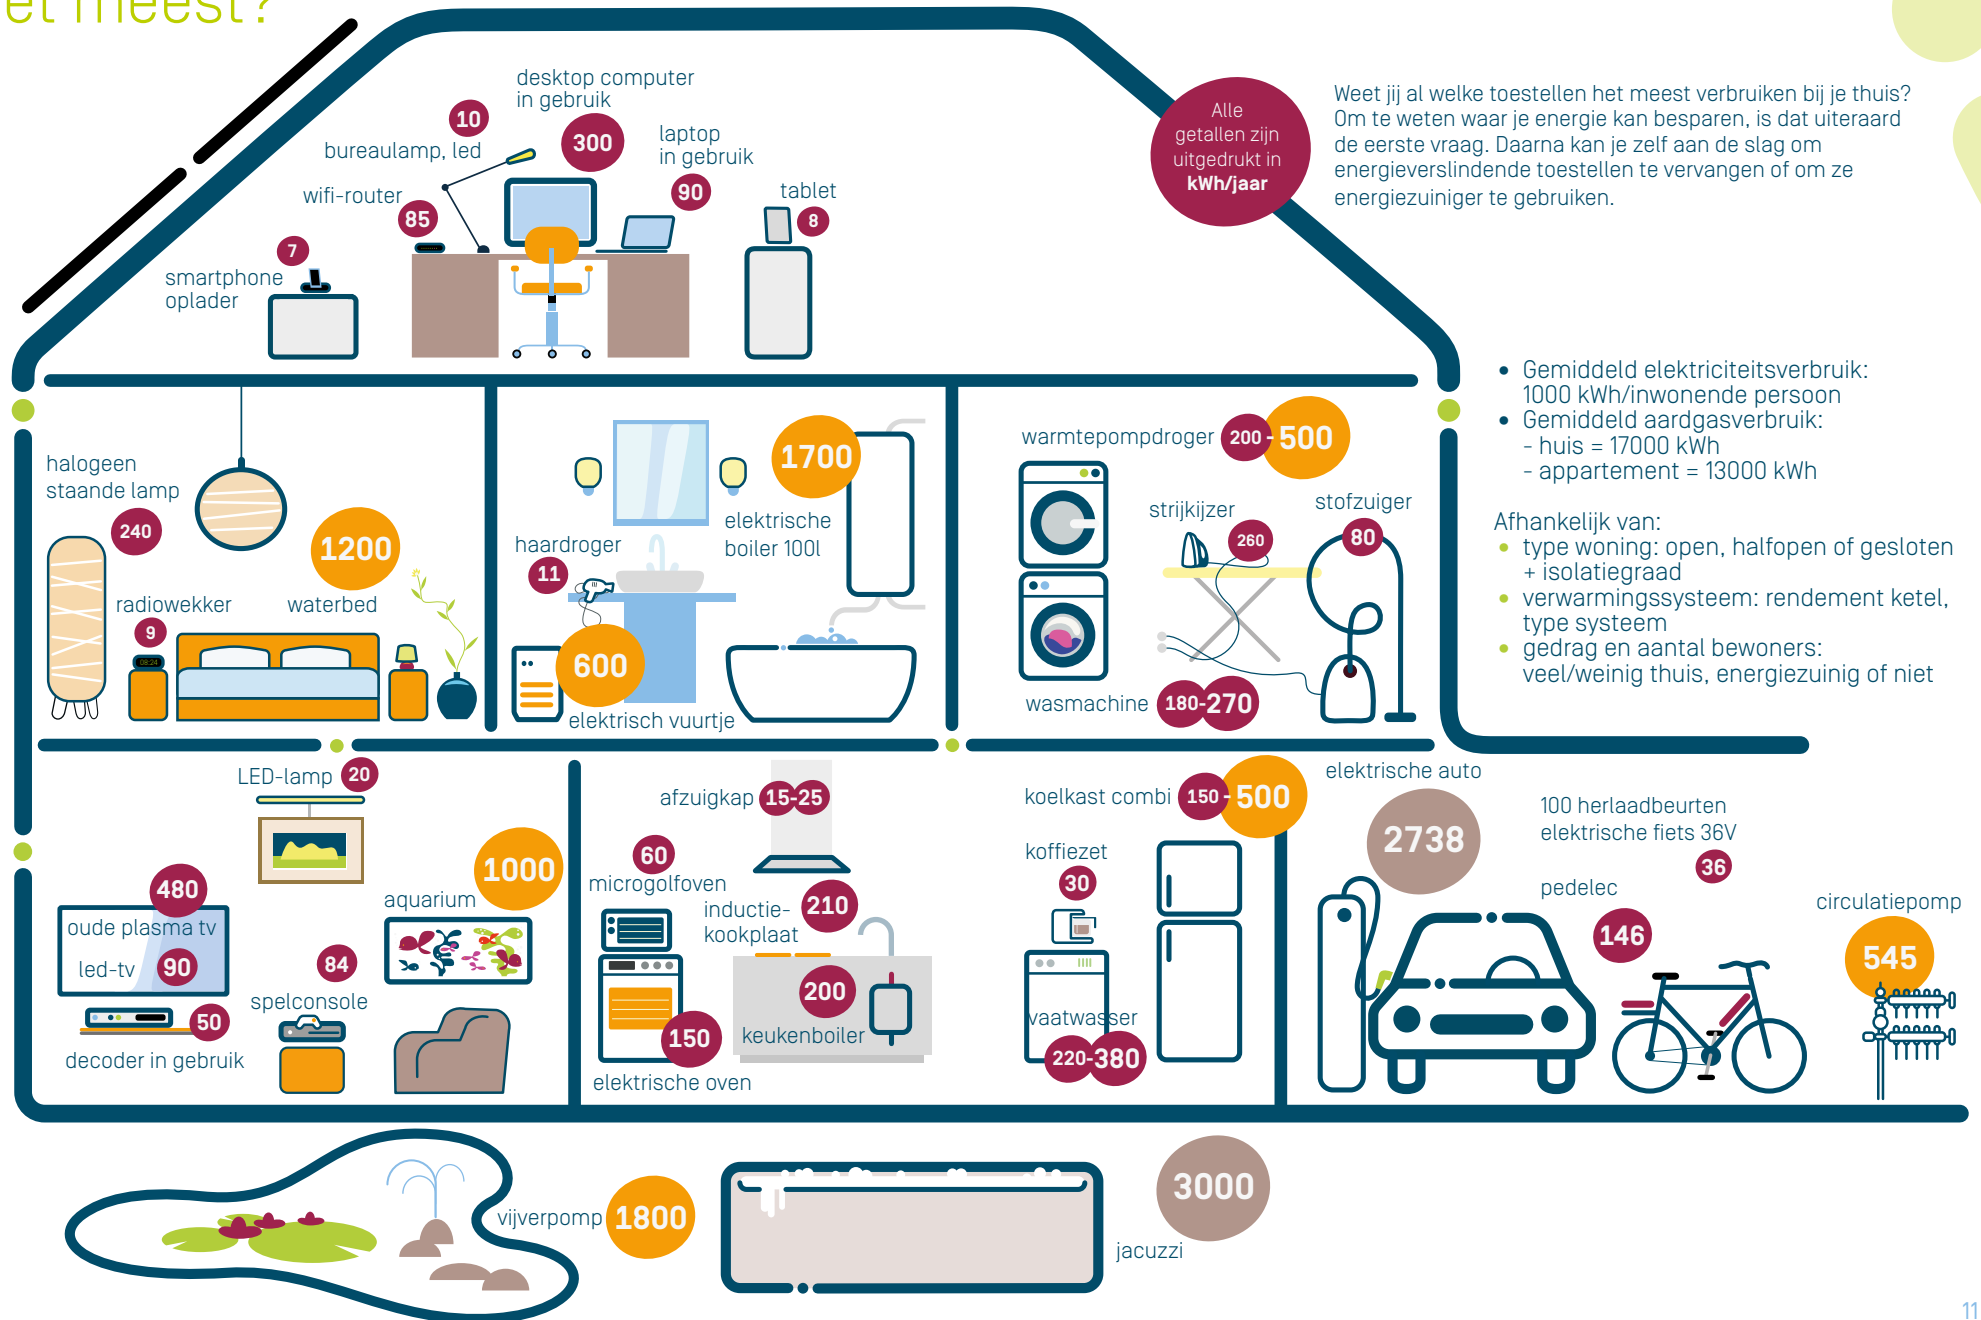 et meest?
Alle
getallen zijn
uitgedrukt in
kWh/jaar
Weet jij al welke toestellen het meest verbruiken bij je thuis?
Om te weten waar je energie kan besparen, is dat uiteraard
de eerste vraag. Daarna kan je zelf aan de slag om
energieverslindende toestellen te vervangen of om ze
energiezuiniger te gebruiken.
desktop computer
in gebruik
300
10
bureaulamp, led
laptop
in gebruik
90
wifi-router
85
tablet
8
7
smartphone
oplader
• Gemiddeld elektriciteitsverbruik:
1000 kWh/inwonende persoon
• Gemiddeld aardgasverbruik:
- huis = 17000 kWh
- appartement = 13000 kWh
Afhankelijk van:
• type woning: open, halfopen of gesloten
+ isolatiegraad
• verwarmingssysteem: rendement ketel,
type systeem
• gedrag en aantal bewoners:
veel/weinig thuis, energiezuinig of niet
halogeen
staande lamp
240
1200
waterbed
radiowekker
9
08:24
1700
elektrische
boiler 100l
haardroger
11
600
elektrisch vuurtje
warmtepompdroger 200-500
strijkijzer
260
stofzuiger
80
wasmachine 180-270
LED-lamp 20
480
oude plasma tv
led-tv 90
50
decoder in gebruik
84
spelconsole
1000
aquarium
afzuigkap 15-25
60
microgolfoven
inductie-
kookplaat
210
200
keukenboiler
150
elektrische oven
koelkast combi 150-500
koffiezet
30
vaatwasser
220-380
elektrische auto
2738
100 herlaadbeurten
elektrische fiets 36V
36
pedelec
146
circulatiepomp
545
vijverpomp 1800
3000
jacuzzi
11